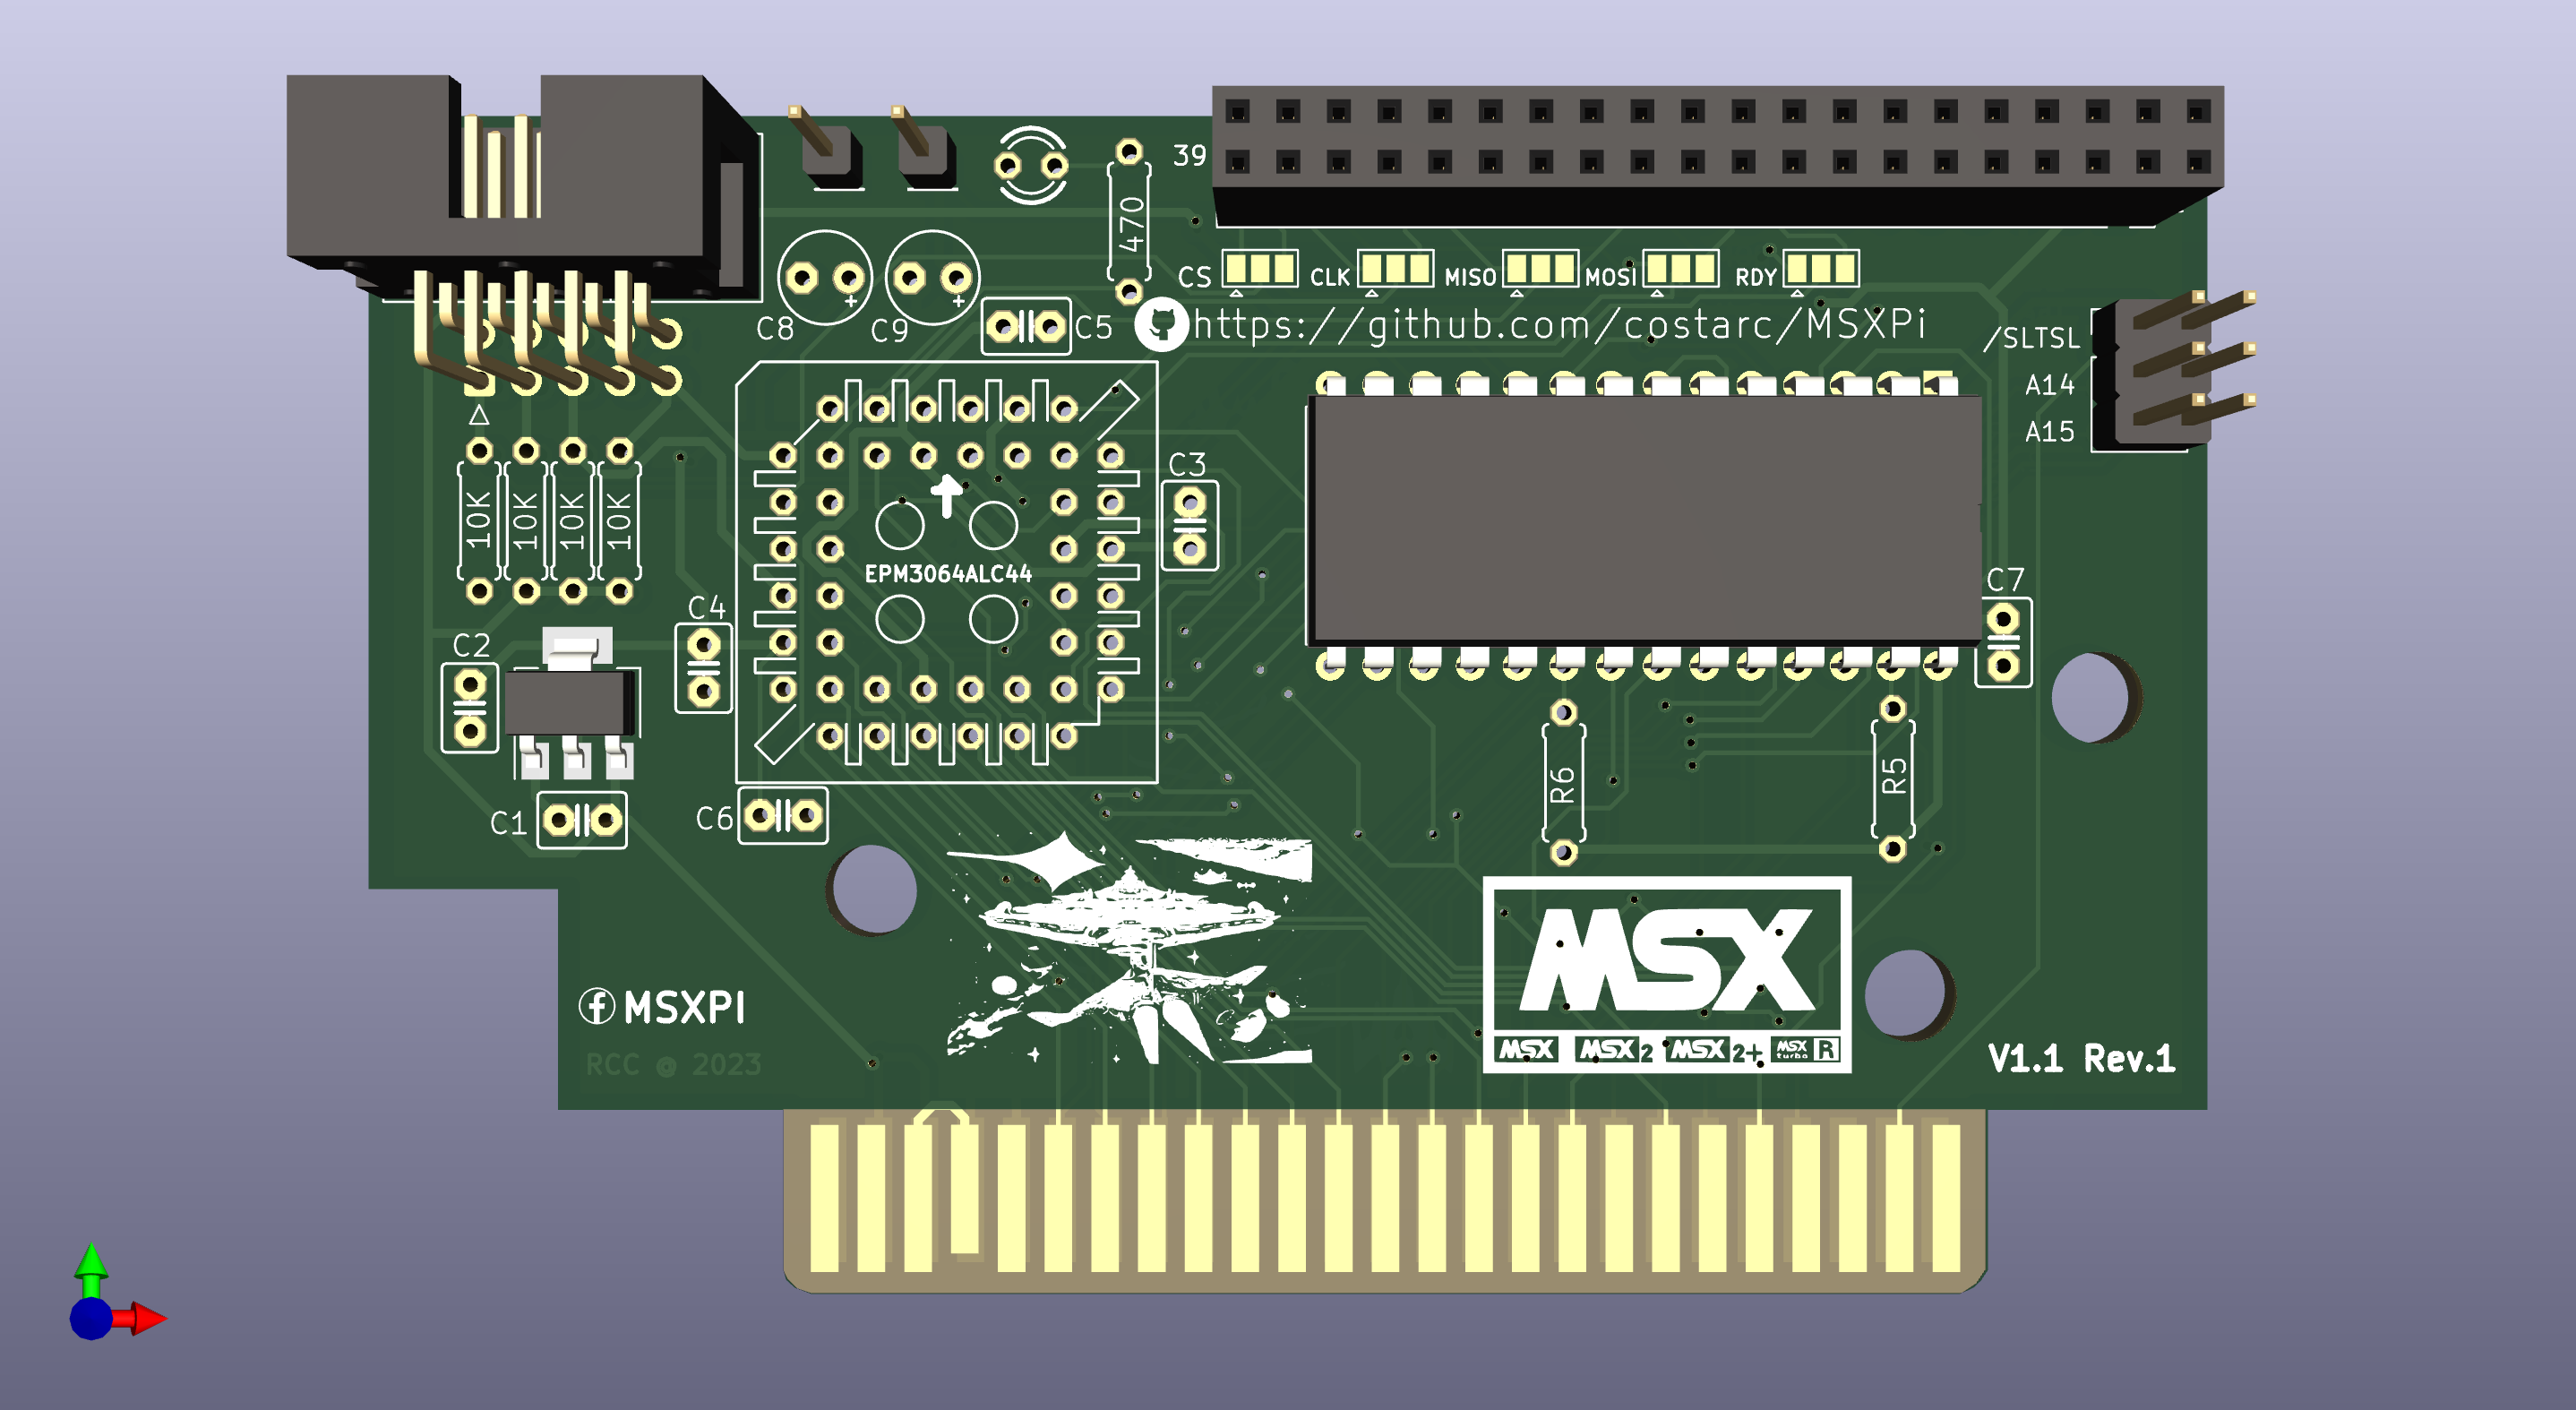 39
470
CS
CLK
MISO
MOSI
RDY
C8
C9
C5
https://github.com/costarc/MSXPi
/SLTSL
A14
A15
10K
10K
10K
10K
C3
EPM3064ALC44
C4
C2
C7
C1
C6
R6
R5
MSX
MSX
MSX 2
MSX 2+
MSX turbo R
MSXPI
RCC @ 2023
V1.1 Rev.1